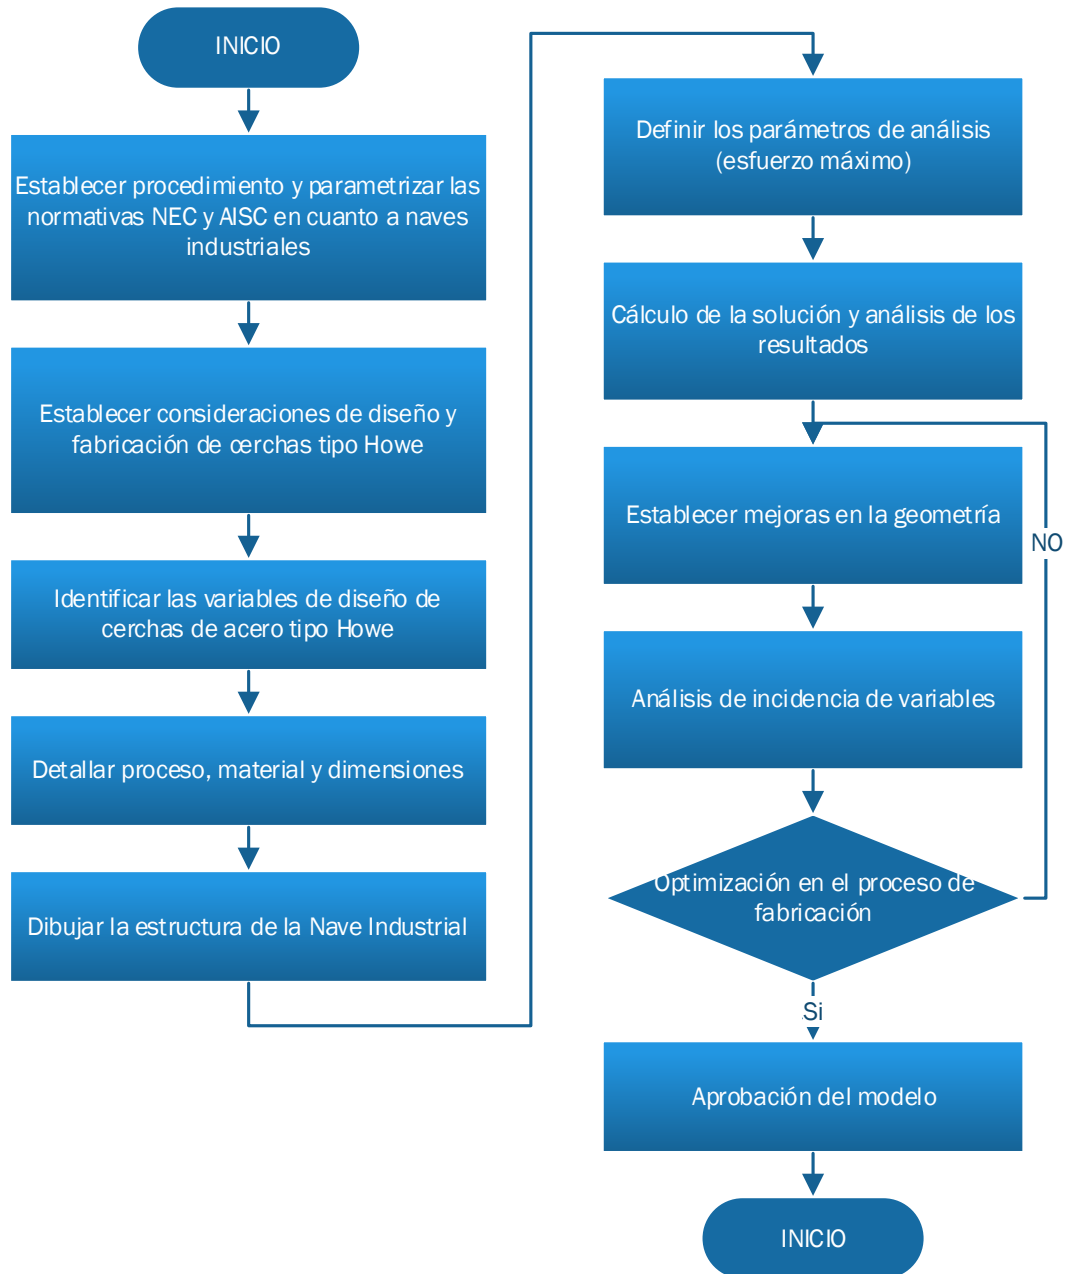 INICIO
Establecer procedimiento y parametrizar las
normativas NEC y AISC en cuanto a naves
industriales
Establecer consideraciones de diseño y
fabricación de cerchas tipo Howe
Identificar las variables de diseño de
cerchas de acero tipo Howe
Detallar proceso, material y dimensiones
Dibujar la estructura de la Nave Industrial
Definir los parámetros de análisis
(esfuerzo máximo)
Cálculo de la solución y análisis de los
resultados
Establecer mejoras en la geometría
NO
Análisis de incidencia de variables
Optimización en el proceso de
fabricación
Si
Aprobación del modelo
INICIO